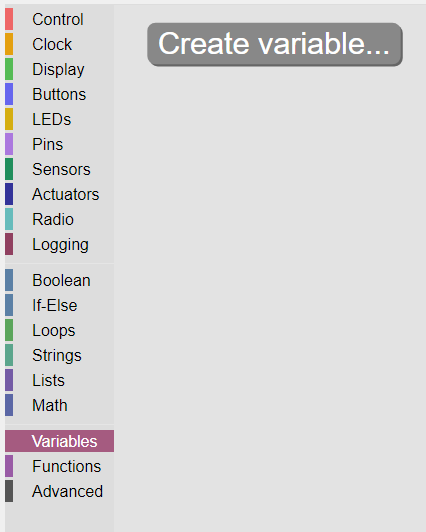 Control
Clock
Display
Buttons
LEDs
Pins
Sensors
Actuators
Radio
Logging
Boolean
If-Else
Loops
Strings
Lists
Math
Variables
Functions
Advanced
Create variable...